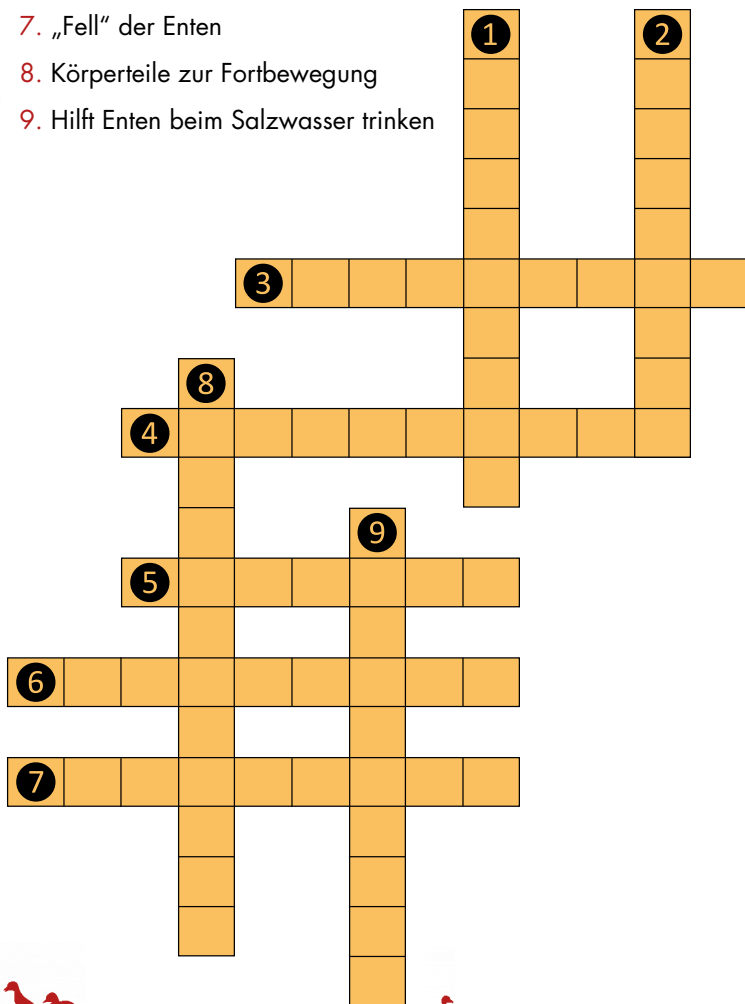 7. „Fell“ der Enten
8. Körperteile zur Fortbewegung
9. Hilft Enten beim Salzwasser trinken
1 2
3
8
4
9
5
6
7